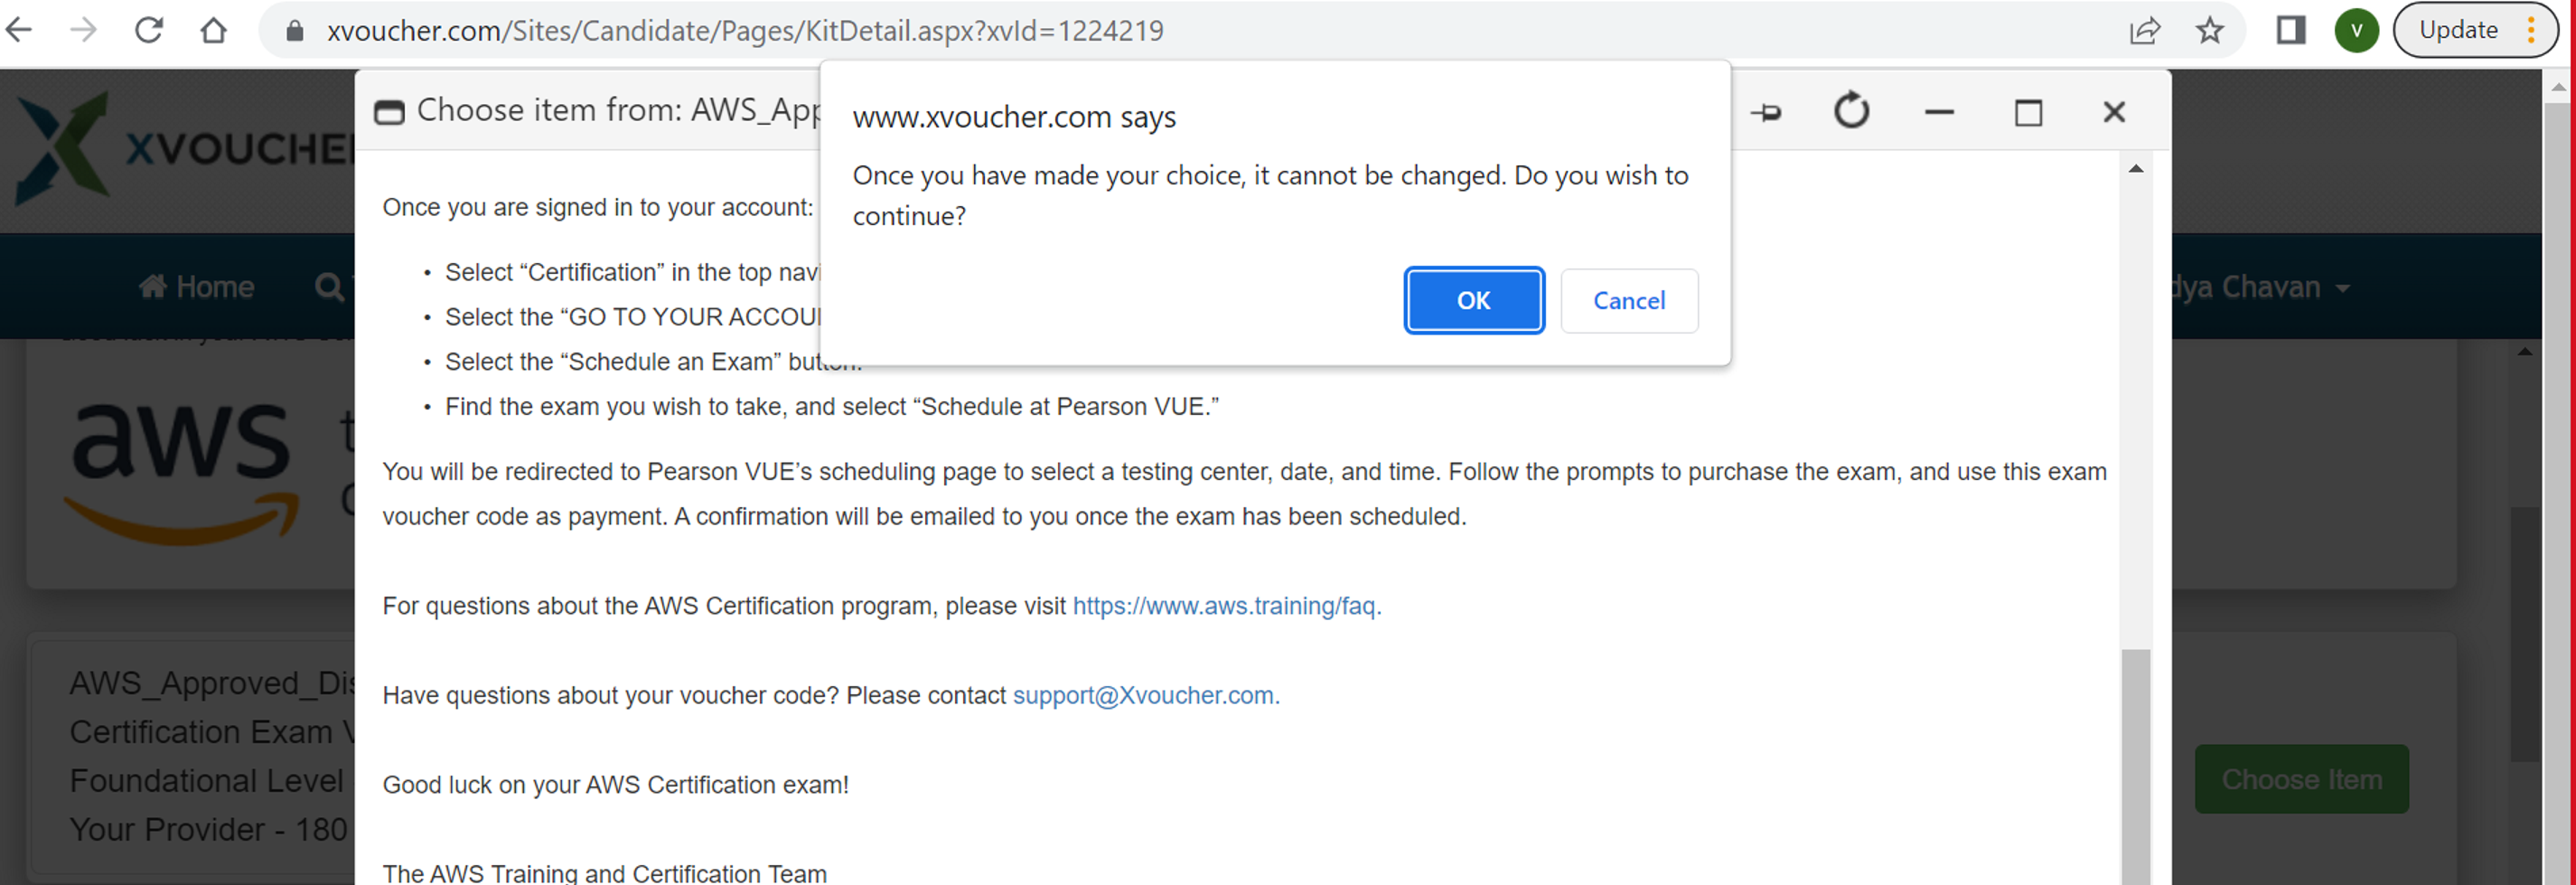 xvoucher.com/Sites/Candidate/Pages/KitDetail.aspx?xvId=1224219
V
Update
www.xvoucher.com says
Once you have made your choice, it cannot be changed. Do you wish to
continue?
OK
Cancel
Choose item from: AWS_App
XVOUCHE
Home
dya Chavan
Once you are signed in to your account:
• Select “Certification” in the top navi
• Select the “GO TO YOUR ACCOU
• Select the “Schedule an Exam” button.
• Find the exam you wish to take, and select “Schedule at Pearson VUE.”
You will be redirected to Pearson VUE’s scheduling page to select a testing center, date, and time. Follow the prompts to purchase the exam, and use this exam
voucher code as payment. A confirmation will be emailed to you once the exam has been scheduled.
For questions about the AWS Certification program, please visit https://www.aws.training/faq.
Have questions about your voucher code? Please contact support@Xvoucher.com.
Good luck on your AWS Certification exam!
The AWS Training and Certification Team
aws
AWS_Approved_Dis
Certification Exam V
Foundational Level
Your Provider - 180
Choose Item